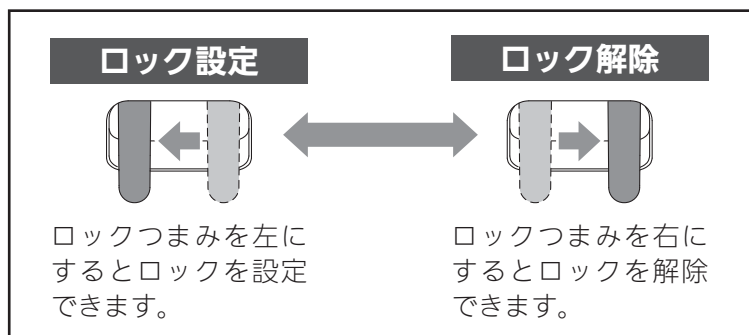 ロック設定
ロックつまみを左に
するとロックを設定
できます。
ロック解除
ロックつまみを右に
するとロックを解除
できます。